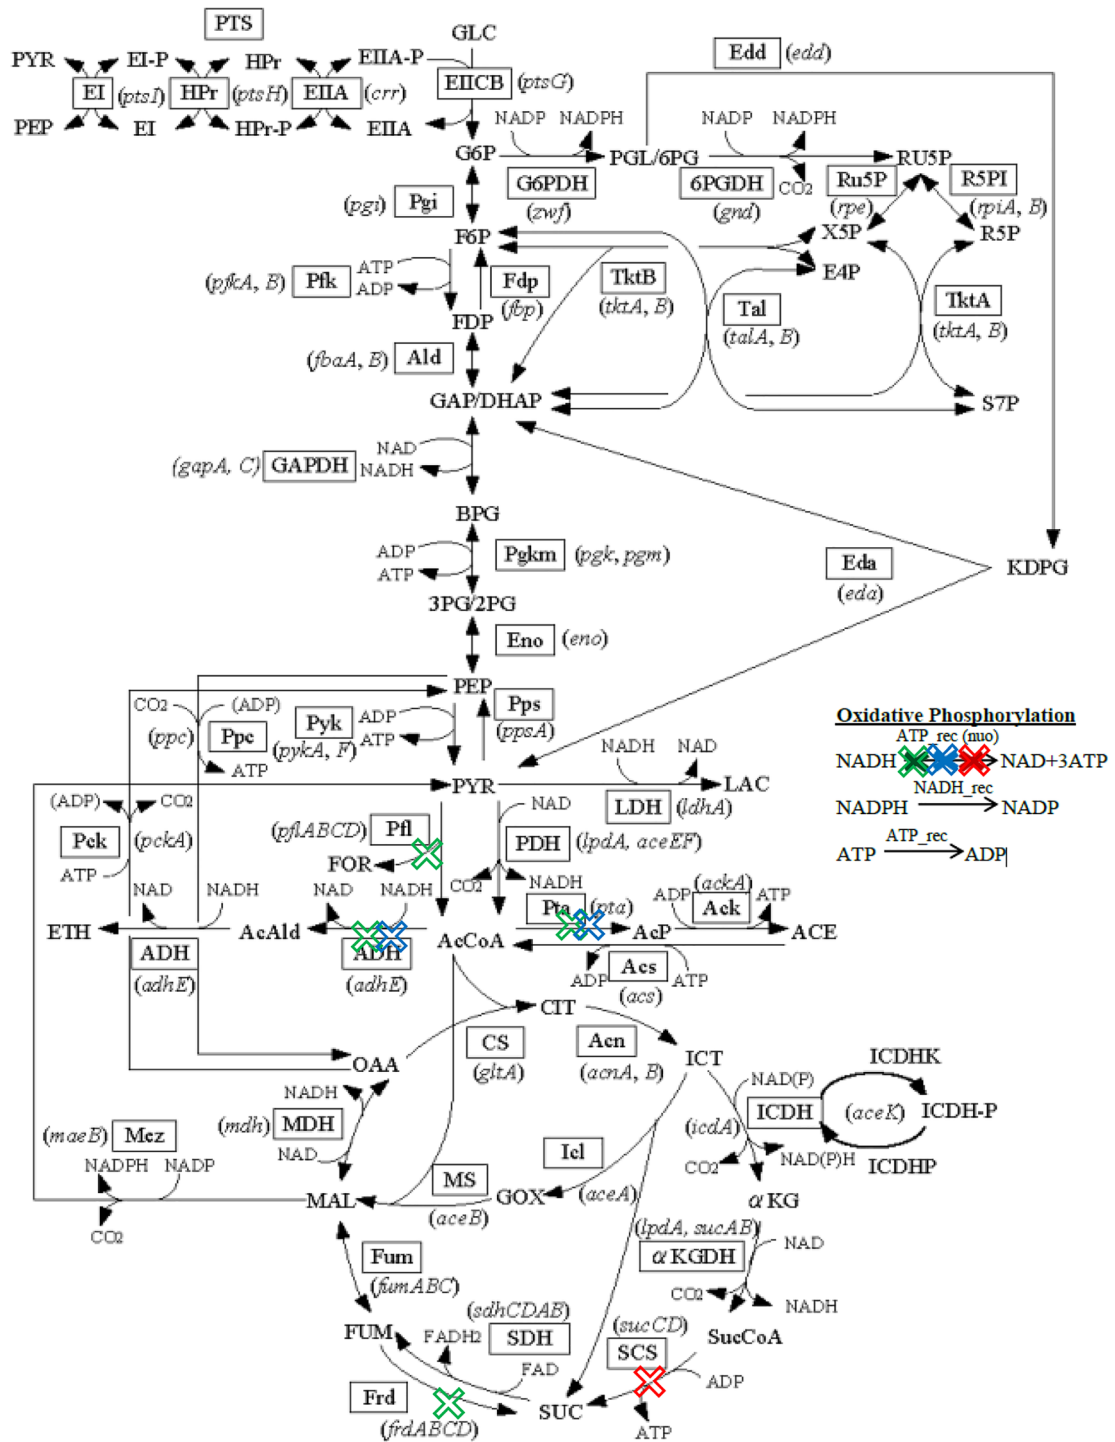 PTS
GLC
Edd (edd)
PYR EI-P HPr EIIA-P
EI (ptsI) HPr (ptsH) EIIA (crr) EIICB (ptsG)
PEP EI HPr-P EIIA
NADP NADPH NADP NADPH
G6P PGL/6PG RU5P
G6PDH 6PGDH CO2 Ru5P R5PI
(zwf) (gnd) (rpe) (rpiA, B)
(pgi) Pgi
F6P X5P R5P
E4P
(pfkA, B) Pfk ATP ADP Fdp (fbp)
TktB (tktA, B)
Tal (talA, B)
TktA (tktA, B)
FDP
(fbaA, B) Ald
GAP/DHAP S7P
(gapA, C) GAPDH NAD NADH
BPG
ADP ATP Pgkm (pgk, pgm)
Eda (eda) KDPG
3PG/2PG
Eno (eno)
PEP
CO2 (ADP)
(ppc) Ppc ATP
Pyk (pykA, F) ADP ATP
Pps (ppsA)
Oxidative Phosphorylation
ATP_rec (nuo)
NADH NAD+3ATP
NADH_rec
NADPH NADP
ATP_rec
ATP ADP
PYR NADH NAD LAC
LDH (ldhA)
(ADP) CO2
Pck (pckA)
ATP
(pflABCD) Pfl
FOR
NAD
PDH (lpdA, aceEF)
CO2 NADH
NAD NADH NAD NADH
Pta (pta)
ADP (ackA) ATP
Ack
ETH AcAld AcCoA AcP ACE
ADH ADH
(adhE) (adhE)
Acs
ADP (acs) ATP
CIT
CS (gltA)
Acn (acnA, B)
OAA ICT
NADH
(mdh) MDH
NAD
NAD(P)
ICDH
(icdA)
CO2 NAD(P)H
ICDHK
(aceK) ICDH-P
ICDHP
(maeB) Mez
NADPH NADP
CO2
Icl (aceA)
MS (aceB)
MAL GOX αKG
(lpdA, sucAB)
αKGDH NAD
CO2 NADH
Fum (fumABC)
(sdhCDAB)
FUM FADH2 SDH
FAD
(sucCD)
SCS SucCoA
ADP
ATP
Frd (frdABCD)
SUC